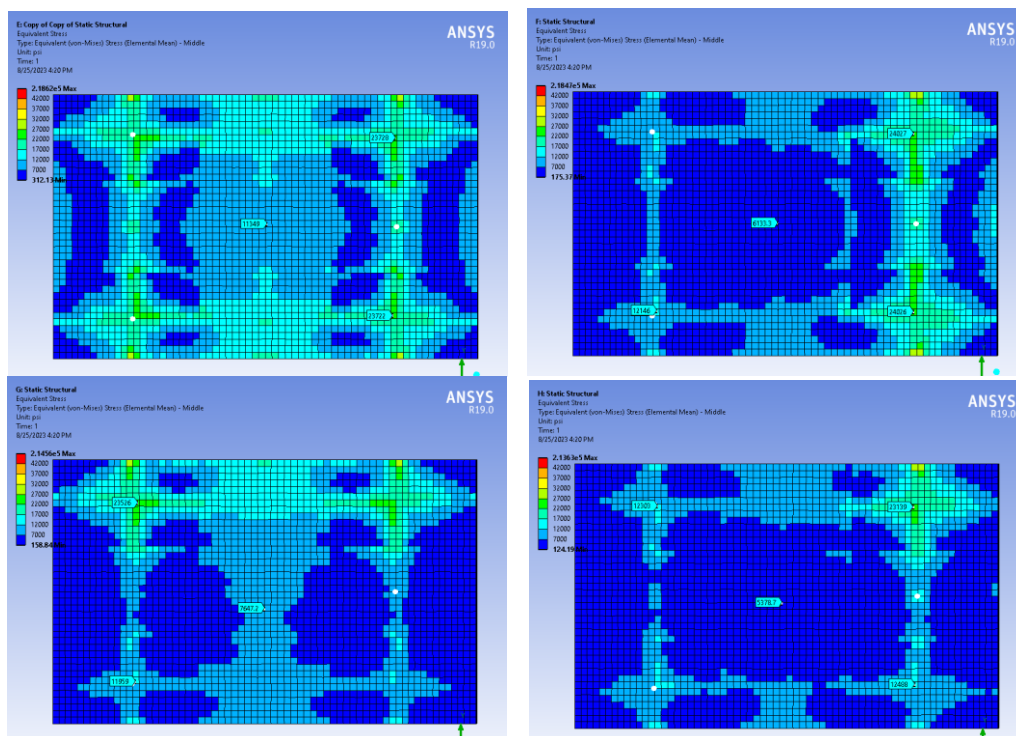 E: Copy of Copy of Static Structural
Equivalent Stress
Type: Equivalent (von-Mises) Stress (Elemental Mean) - Middle
Unit: psi
Time: 1
8/25/2023 4:20 PM
ANSYS
R19.0
2.1862e5 Max
42000
37000
32000
27000
22000
17000
12000
7000
312.13 Min
23728
11349
23722
F: Static Structural
Equivalent Stress
Type: Equivalent (von-Mises) Stress (Elemental Mean) - Middle
Unit: psi
Time: 1
8/25/2023 4:20 PM
ANSYS
R19.0
2.1847e5 Max
42000
37000
32000
27000
22000
17000
12000
7000
175.37
24027
6133.3
12146
24026
G: Static Structural
Equivalent Stress
Type: Equivalent (von-Mises) Stress (Elemental Mean) - Middle
Unit: psi
Time: 1
8/25/2023 4:20 PM
ANSYS
R19.0
2.1456e5 Max
42000
37000
32000
27000
22000
17000
12000
7000
158.84
7647.2
11959
H: Static Structural
Equivalent Stress
Type: Equivalent (von-Mises) Stress (Elemental Mean) - Middle
Unit: psi
Time: 1
8/25/2023 4:20 PM
ANSYS
R19.0
2.1363e5 Max
42000
37000
32000
27000
22000
17000
12000
7000
124.19
23139
5378.7
12488